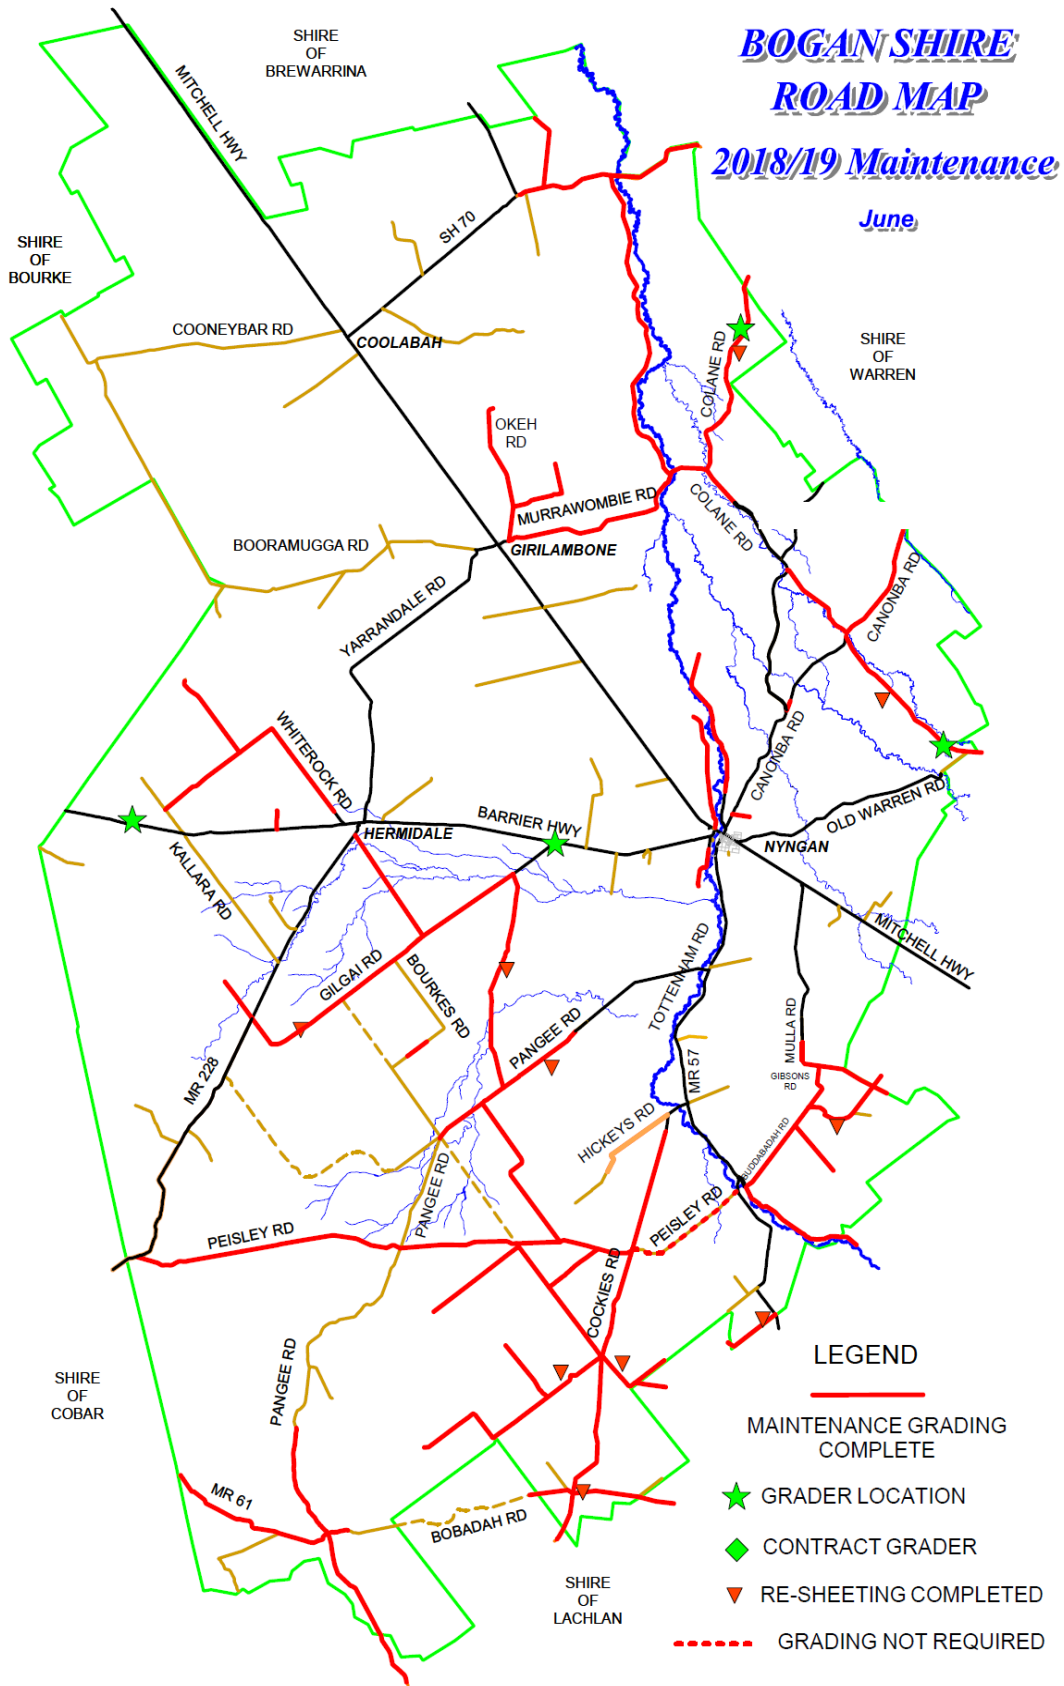 BOGAN SHIRE
ROAD MAP
2018/19 Maintenance
June
SHIRE
OF
BREWARRINA
MITCHELL HWY
SH 70
SHIRE
OF
BOURKE
COONEYBAR RD
COOLABAH
COLANE RD
SHIRE
OF
WARREN
OKEH
RD
MURRAWOMBIE RD
COLANE RD
BOORAMUGGA RD
GIRILAMBONE
YARRANDALE RD
CANONBA RD
WHITEROCK RD
CANONBA RD
BARRIER HWY
OLD WARREN RD
HERMIDALE
NYNGAN
KALLARA RD
MITCHELL HWY
GILGAI RD
BOURKES RD
TOTTENHAM RD
PANGEE RD
MULLA RD
MR 228
MR 57
GIBSONS
RD
HICKEYS RD
BUDDABADAH RD
PANGEE RD
PEISLEY RD
PEISLEY RD
COCKIES RD
PANGEE RD
SHIRE
OF
COBAR
MR 61
BOBADAH RD
SHIRE
OF
LACHLAN
LEGEND
MAINTENANCE GRADING
COMPLETE
GRADER LOCATION
CONTRACT GRADER
RE-SHEETING COMPLETED
GRADING NOT REQUIRED